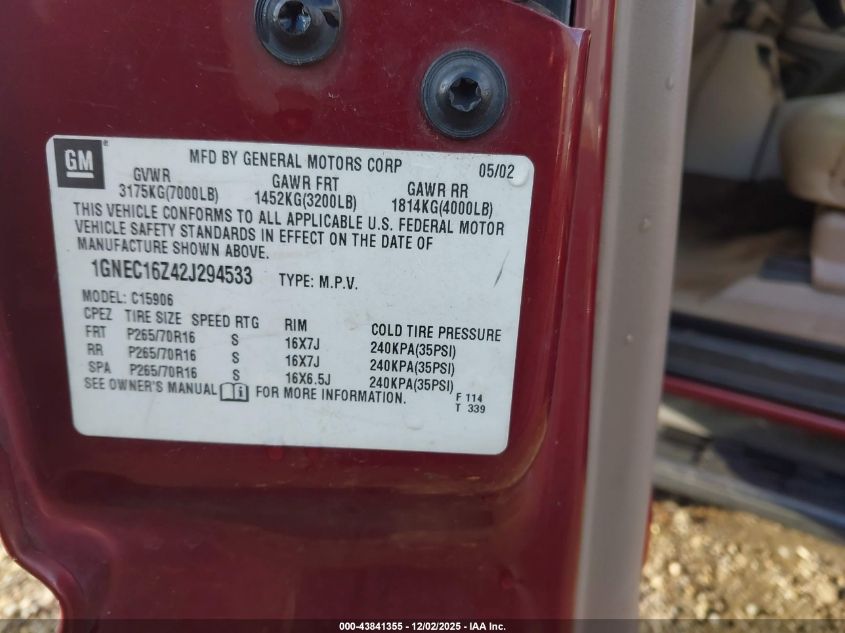 GM
MFD BY GENERAL MOTORS CORP 05/02
GVWR GAWR FRT GAWR RR
3175KG(7000LB) 1452KG(3200LB) 1814KG(4000LB)
THIS VEHICLE CONFORMS TO ALL APPLICABLE U.S. FEDERAL MOTOR
VEHICLE SAFETY STANDARDS IN EFFECT ON THE DATE OF
MANUFACTURE SHOWN ABOVE.
1GNEC16Z42J294533 TYPE: M.P.V.
MODEL: C15906
CPEZ TIRE SIZE SPEED RTG RIM COLD TIRE PRESSURE
FRT P265/70R16 S 16X7J 240KPA(35PSI)
RR P265/70R16 S 16X7J 240KPA(35PSI)
SPA P265/70R16 S 16X6.5J 240KPA(35PSI)
SEE OWNER'S MANUAL FOR MORE INFORMATION.
F 114
T 339
000-43841355 - 12/02/2025 - IAA Inc.